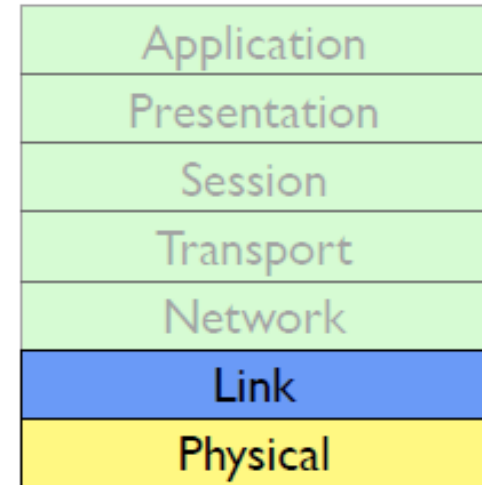 Application
Presentation
Session
Transport
Network
Link
Physical